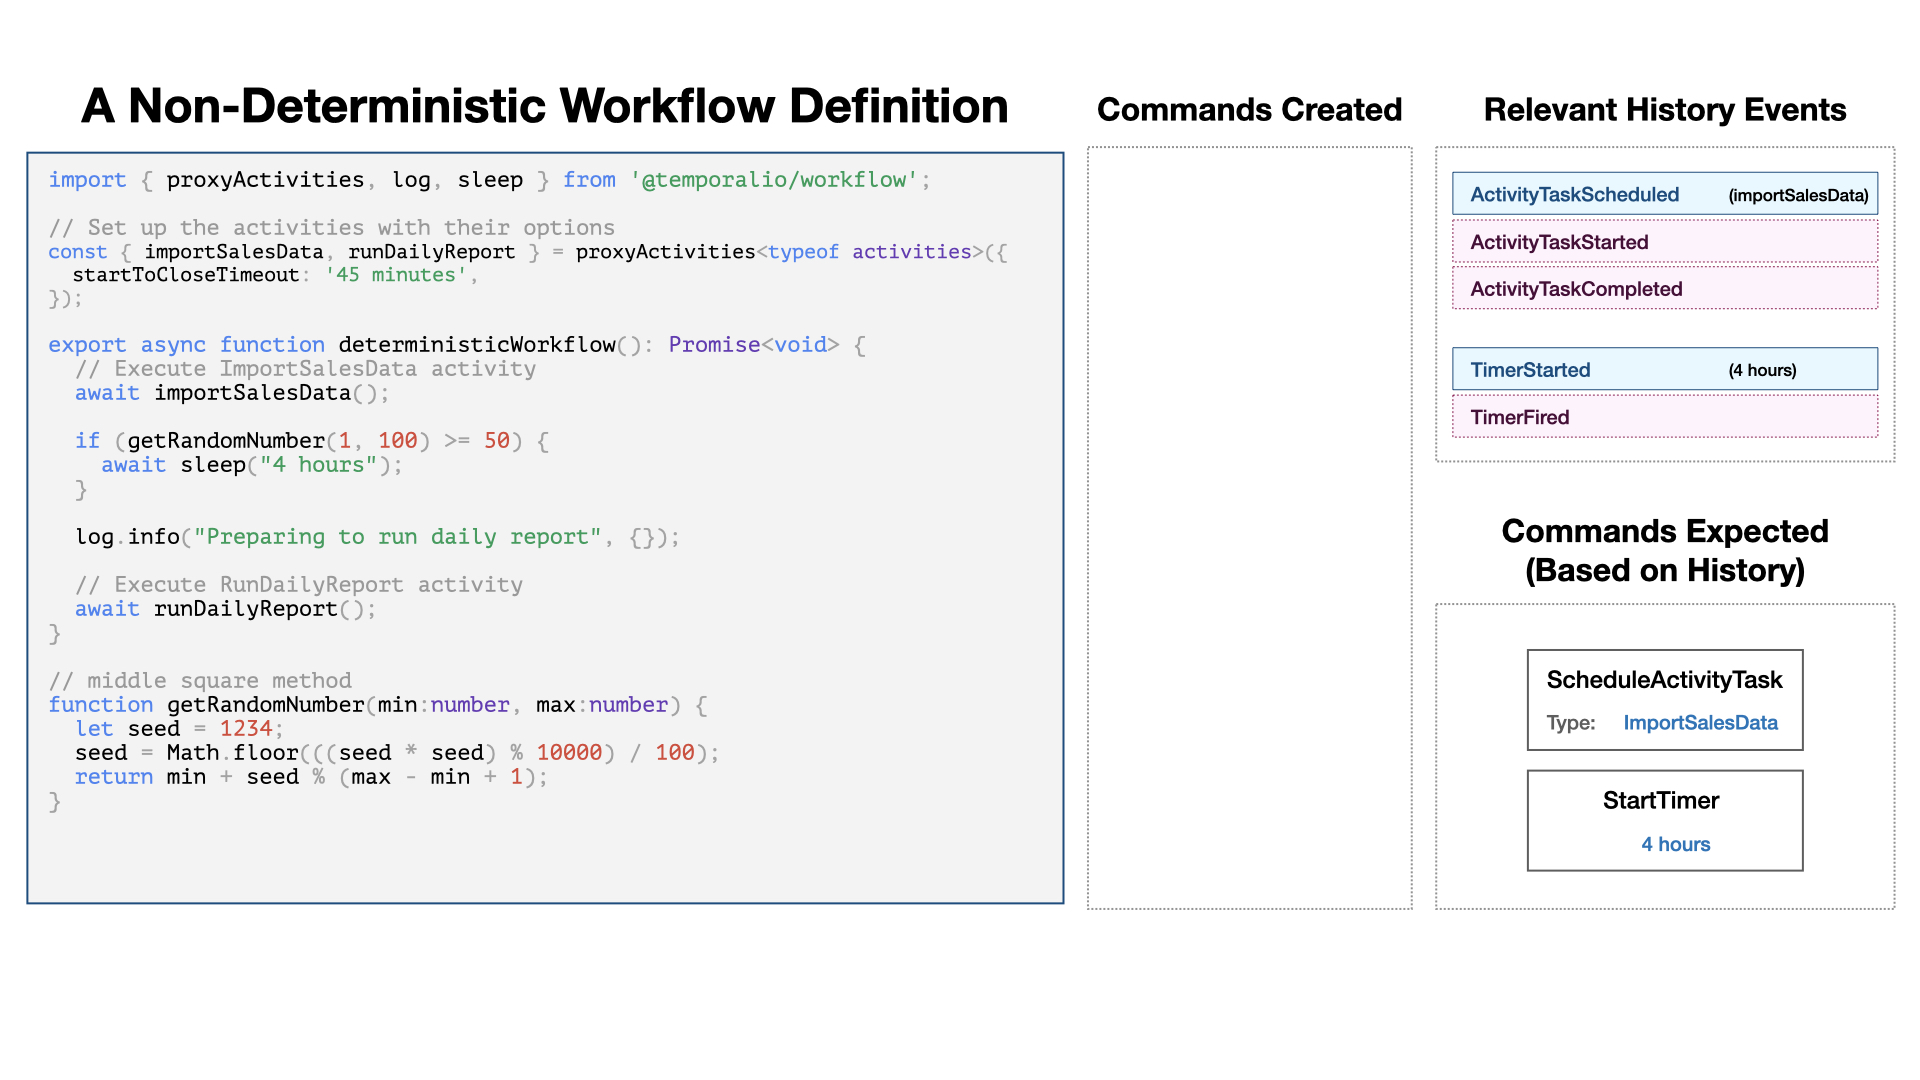 A Non-Deterministic Workflow Definition
import { proxyActivities, log, sleep } from '@temporalio/workflow';
// Set up the activities with their options
const { importSalesData, runDailyReport } = proxyActivities<typeof activities>({
startToCloseTimeout: '45 minutes',
});
export async function deterministicWorkflow(): Promise<void> {
// Execute ImportSalesData activity
await importSalesData();
if (getRandomNumber(1, 100) >= 50) {
await sleep("4 hours");
}
log.info("Preparing to run daily report", {});
// Execute RunDailyReport activity
await runDailyReport();
}
// middle square method
function getRandomNumber(min:number, max:number) {
let seed = 1234;
seed = Math.floor(((seed * seed) % 10000) / 100);
return min + seed % (max - min + 1);
}
Commands Created
Relevant History Events
ActivityTaskScheduled (importSalesData)
ActivityTaskStarted
ActivityTaskCompleted
TimerStarted (4 hours)
TimerFired
Commands Expected
(Based on History)
ScheduleActivityTask
Type: ImportSalesData
StartTimer
4 hours